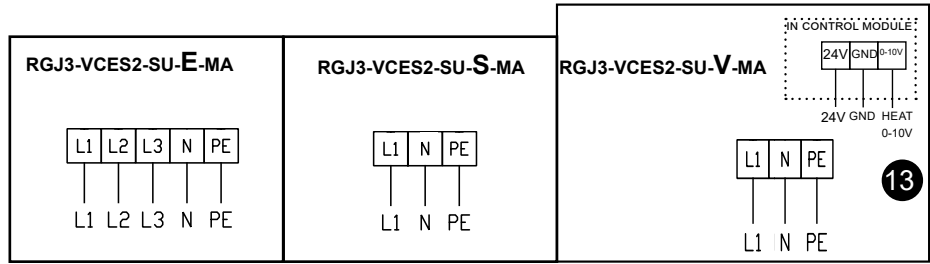 RGJ3-VCES2-SU-E-MA
L1 L2 L3 N PE
L1 L2 L3 N PE
RGJ3-VCES2-SU-S-MA
L1 N PE
L1 N PE
RGJ3-VCES2-SU-V-MA
IN CONTROL MODULE
24V GND 0-10V
24V GND HEAT
0-10V
L1 N PE
L1 N PE
13